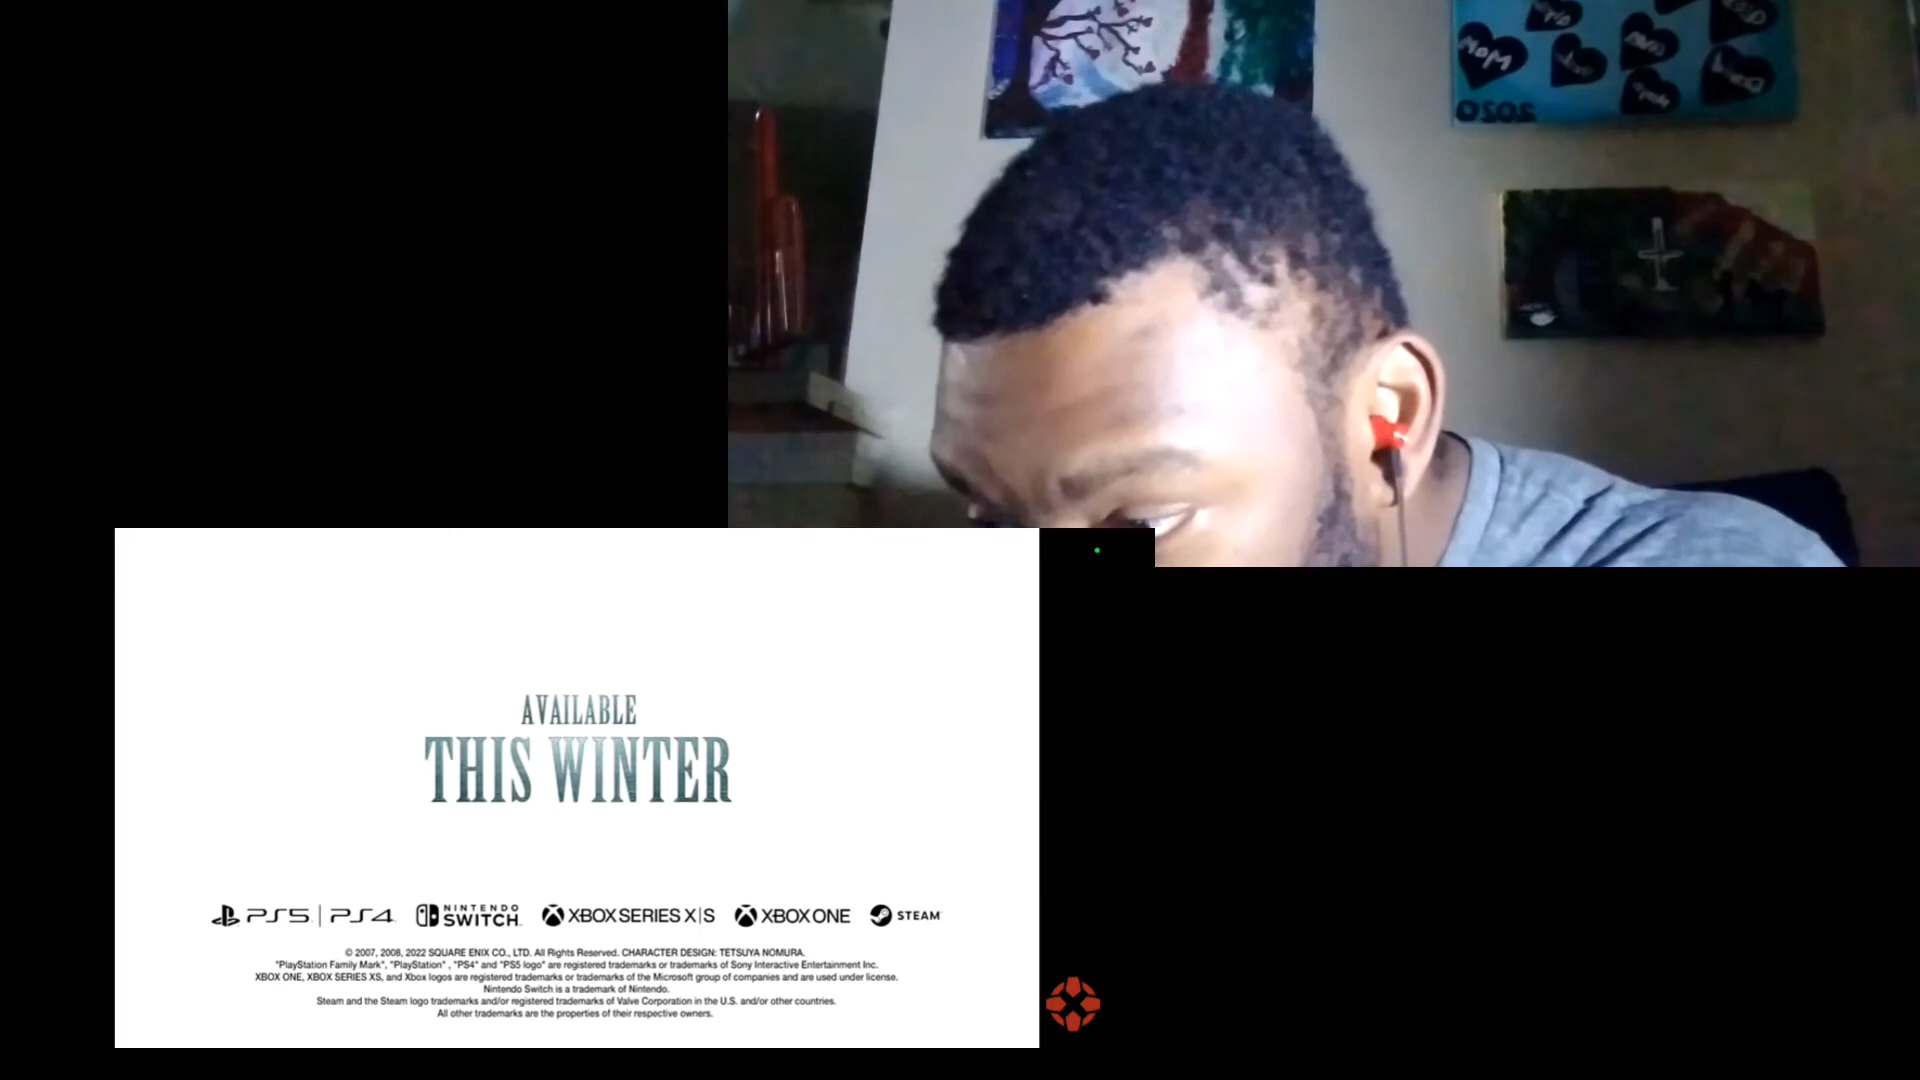 MOM
2020
AVAILABLE
THIS WINTER
PS5 | PS4 NINTENDO SWITCH XBOX SERIES X|S XBOX ONE STEAM
© 2007, 2008, 2022 SQUARE ENIX CO., LTD. All Rights Reserved. CHARACTER DESIGN: TETSUYA NOMURA.
"PlayStation Family Mark", "PlayStation" , "PS4" and "PS5 logo" are registered trademarks or trademarks of Sony Interactive Entertainment Inc.
XBOX ONE, XBOX SERIES XS, and Xbox logos are registered trademarks or trademarks of the Microsoft group of companies and are used under license.
Nintendo Switch is a trademark of Nintendo.
Steam and the Steam logo trademarks and/or registered trademarks of Valve Corporation in the U.S. and/or other countries.
All other trademarks are the properties of their respective owners.